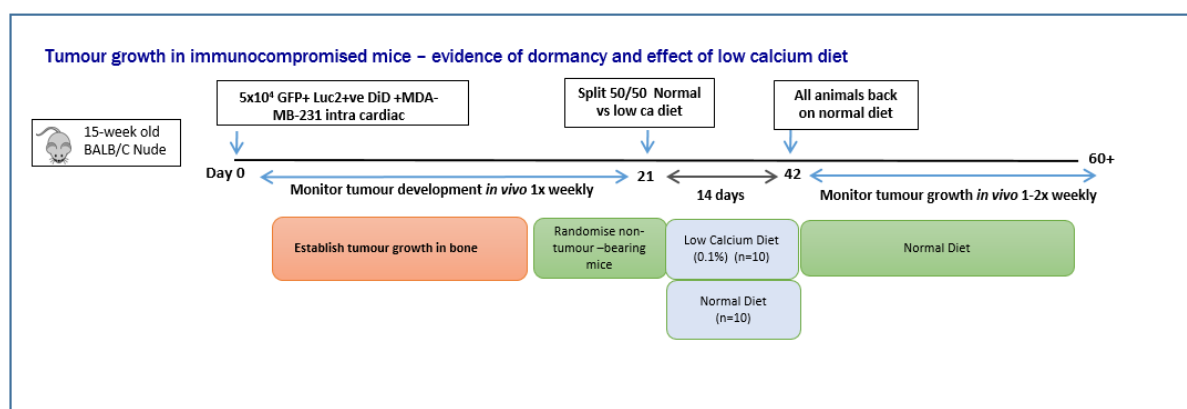 Tumour growth in immunocompromised mice – evidence of dormancy and effect of low calcium diet
5x10⁴ GFP+ Luc2+ve DiD +MDA-
MB-231 intra cardiac
Split 50/50 Normal
vs low ca diet
All animals back
on normal diet
15-week old
BALB/C Nude
Day 0
Monitor tumour development in vivo 1x weekly
21
14 days
42
Monitor tumour growth in vivo 1-2x weekly
60+
Establish tumour growth in bone
Randomise non-
tumour –bearing
mice
Low Calcium Diet
(0.1%) (n=10)
Normal Diet
(n=10)
Normal Diet